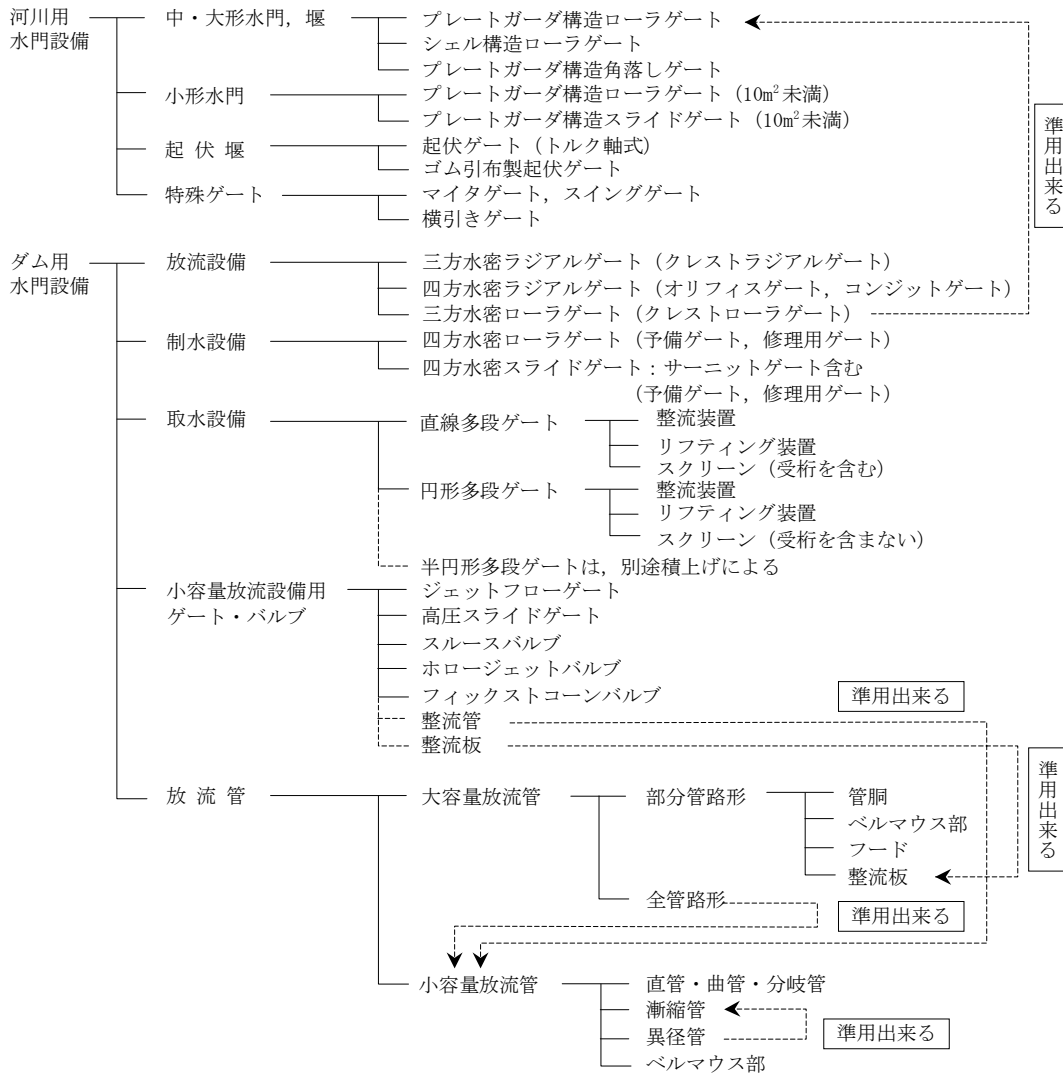 河川用 中・大形水門，堰 プレートガーダ構造ローラゲート
水門設備 シェル構造ローラゲート
プレートガーダ構造角落しゲート
小形水門 プレートガーダ構造ローラゲート（10m²未満）
プレートガーダ構造スライドゲート（10m²未満）
起 伏 堰 起伏ゲート（トルク軸式）
ゴム引布製起伏ゲート
特殊ゲート マイタゲート，スイングゲート
横引きゲート
準用出来る
ダム用 放流設備 三方水密ラジアルゲート（クレストラジアルゲート）
水門設備 四方水密ラジアルゲート（オリフィスゲート，コンジットゲート）
三方水密ローラゲート（クレストローラゲート）
制水設備 四方水密ローラゲート（予備ゲート，修理用ゲート）
四方水密スライドゲート：サーニットゲート含む
（予備ゲート，修理用ゲート）
取水設備 直線多段ゲート 整流装置
リフティング装置
スクリーン（受桁を含む）
円形多段ゲート 整流装置
リフティング装置
スクリーン（受桁を含まない）
半円形多段ゲートは，別途積上げによる
小容量放流設備用 ジェットフローゲート
ゲート・バルブ 高圧スライドゲート
スルースバルブ
ホロージェットバルブ
フィックストコーンバルブ 準用出来る
整流管
整流板
準用出来る
放 流 管 大容量放流管 部分管路形 管胴
ベルマウス部
フード
整流板
全管路形 準用出来る
小容量放流管 直管・曲管・分岐管
漸縮管
異径管 準用出来る
ベルマウス部